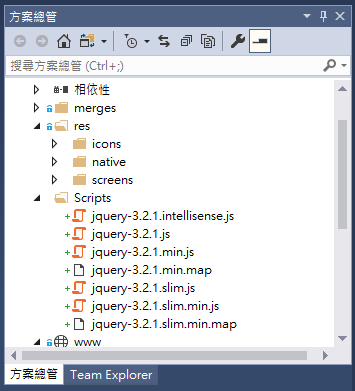 方案總管
搜尋方案總管 (Ctrl+;)
相依性
merges
res
icons
native
screens
Scripts
jquery-3.2.1.intellisense.js
jquery-3.2.1.js
jquery-3.2.1.min.js
jquery-3.2.1.min.map
jquery-3.2.1.slim.js
jquery-3.2.1.slim.min.js
jquery-3.2.1.slim.min.map
www
方案總管 Team Explorer